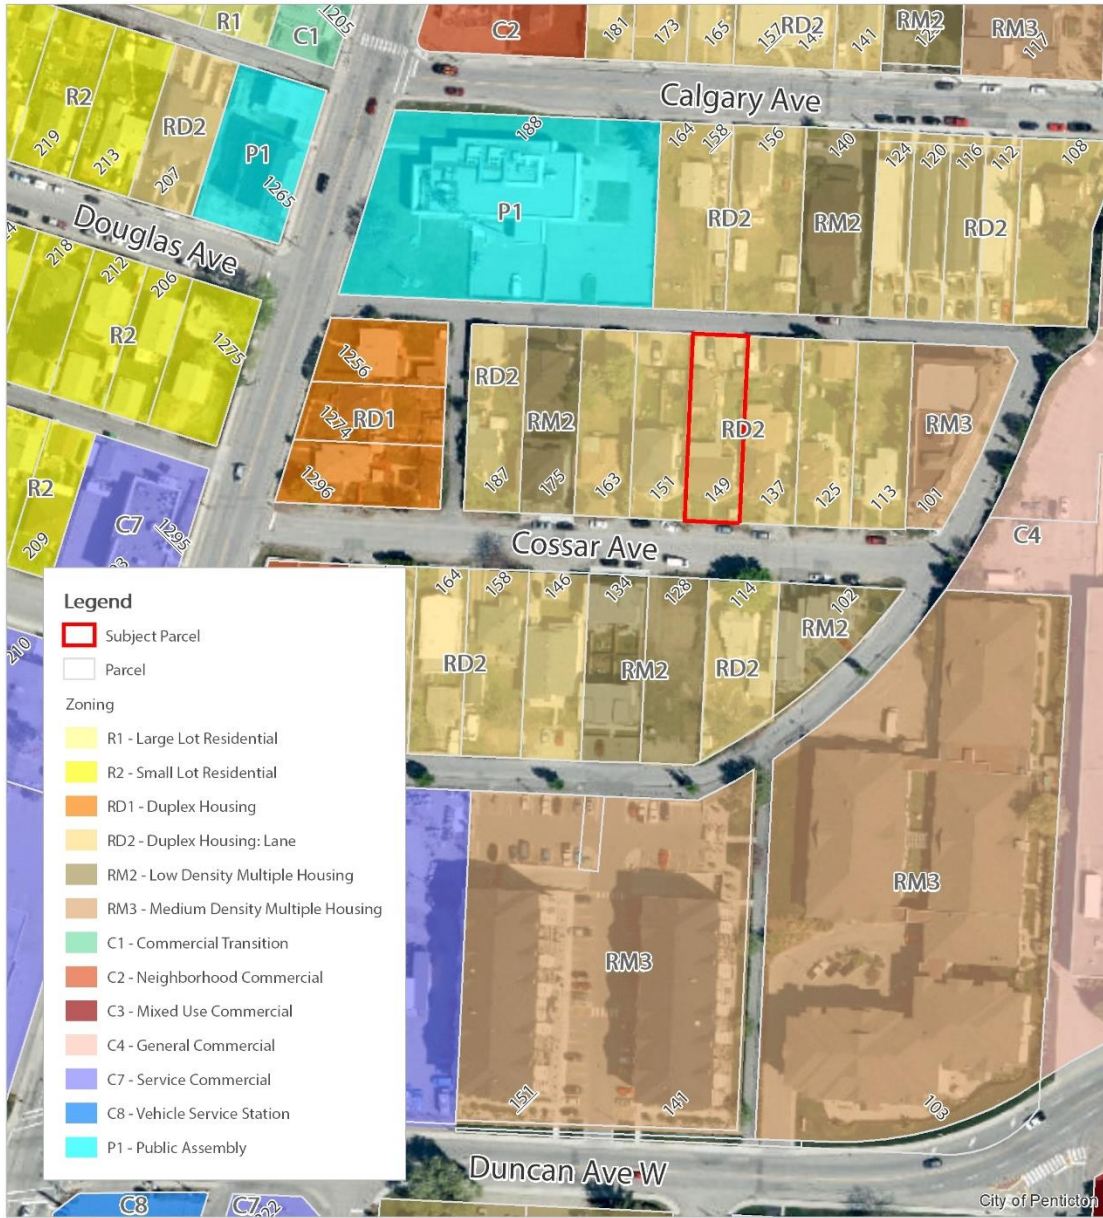 R1
C1
1205
C2
181
173
165
157
RD2
141
RM2
RM3
117
R2
219
213
RD2
207
P1
1265
Calgary Ave
188
P1
164
158
156
140
124
120
116
112
108
RD2
RM2
RD2
Douglas Ave
218
212
206
R2
1275
1256
1274
RD1
1296
RD2
RM2
RD2
RM3
187
175
163
151
149
137
125
113
101
R2
209
C7
1295
Cossar Ave
C4
164
158
146
134
128
114
102
RD2
RM2
RD2
RM2
210
Legend
Subject Parcel
Parcel
Zoning
R1 - Large Lot Residential
R2 - Small Lot Residential
RD1 - Duplex Housing
RD2 - Duplex Housing: Lane
RM2 - Low Density Multiple Housing
RM3 - Medium Density Multiple Housing
C1 - Commercial Transition
C2 - Neighborhood Commercial
C3 - Mixed Use Commercial
C4 - General Commercial
C7 - Service Commercial
C8 - Vehicle Service Station
P1 - Public Assembly
RM3
RM3
151
141
103
Duncan Ave W
C8
C7
City of Penticton